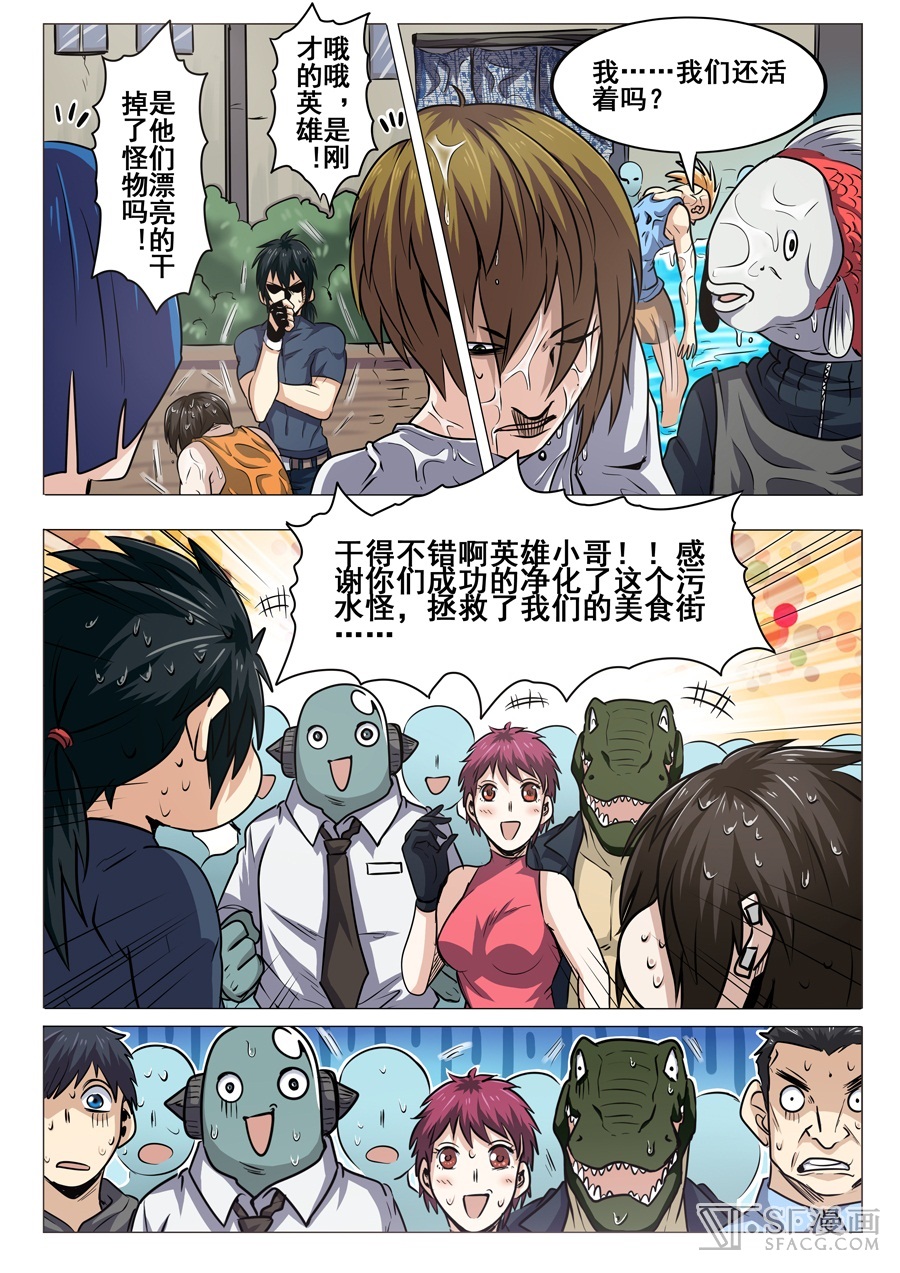 我……我们还活
着吗？
哦哦，是刚
才的英雄！
是他们漂亮的干
掉了怪物吗！
于得不错啊英雄小哥！！感
谢你们成功的净化了这个污
水怪，拯救了我们的美食街
……
SF漫画
SFACG.COM